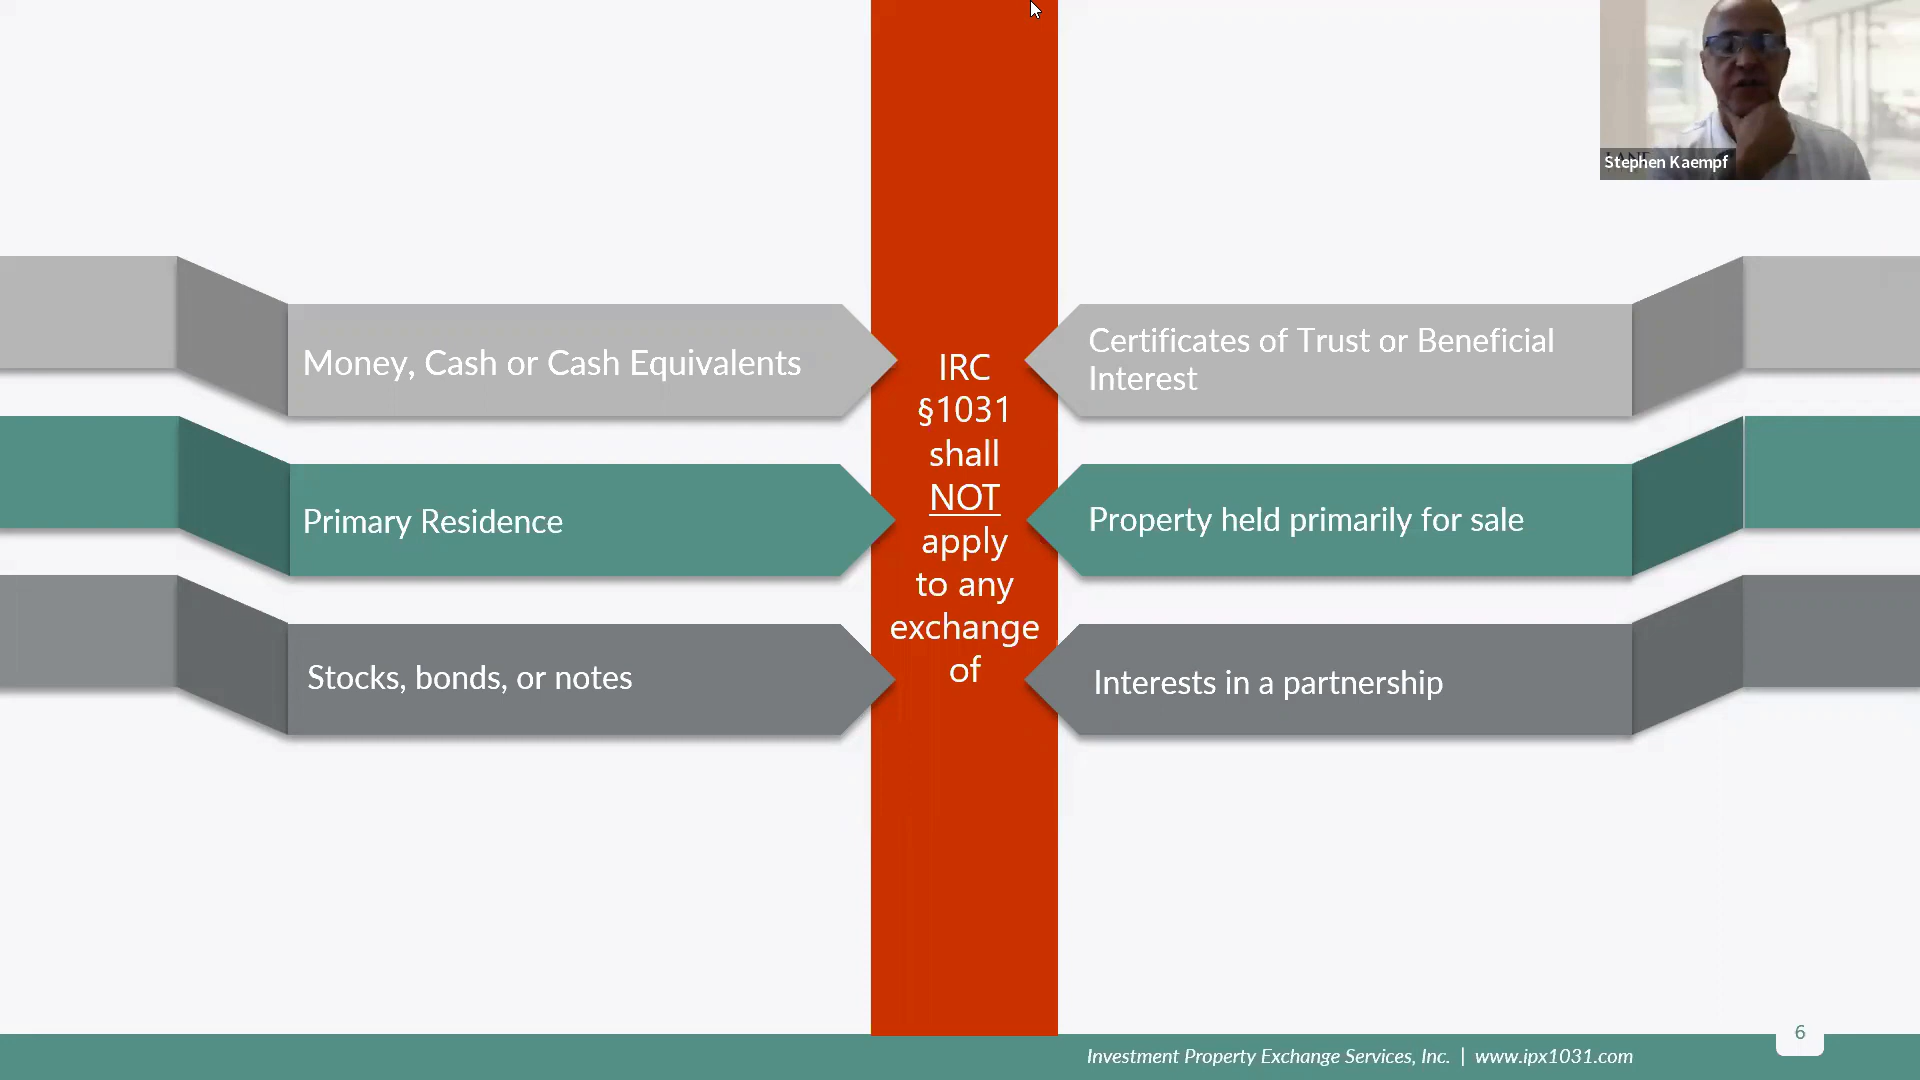 Stephen Kaempf
Money, Cash or Cash Equivalents
Primary Residence
Stocks, bonds, or notes
IRC
§1031
shall
NOT
apply
to any
exchange
of
Certificates of Trust or Beneficial
Interest
Property held primarily for sale
Interests in a partnership
6
Investment Property Exchange Services, Inc. | www.ipx1031.com